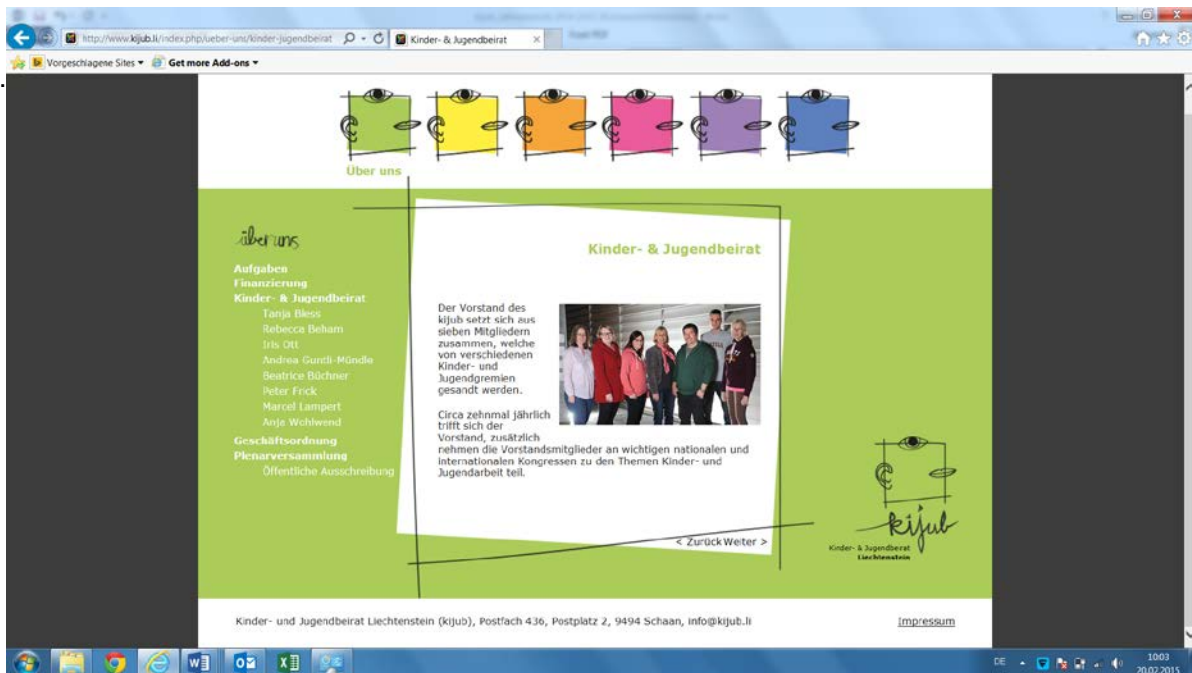 http://www.kijub.li/index.php/ueber-uns/kinder-jugendbeirat
Kinder- & Jugendbeirat
Vorgeschlagene Sites
Get more Add-ons
Über uns
über uns
Aufgaben
Finanzierung
Kinder- & Jugendbeirat
Tanja Bless
Rebecca Beham
Iris Ott
Andrea Guntli-Mündle
Beatrice Büchner
Peter Frick
Marcel Lampert
Anja Wohlwend
Geschäftsordnung
Plenarversammlung
Öffentliche Ausschreibung
Kinder- & Jugendbeirat
Der Vorstand des
kijub setzt sich aus
sieben Mitgliedern
zusammen, welche
von verschiedenen
Kinder- und
Jugendgremien
gesandt werden.
Circa zehnmal jährlich
trifft sich der
Vorstand, zusätzlich
nehmen die Vorstandsmitglieder an wichtigen nationalen und
internationalen Kongressen zu den Themen Kinder- und
Jugendarbeit teil.
< Zurück Weiter >
kijub
Kinder- & Jugendbeirat
Liechtenstein
Kinder- und Jugendbeirat Liechtenstein (kijub), Postfach 436, Postplatz 2, 9494 Schaan, info@kijub.li
Impressum
DE
10:03
20.02.2015